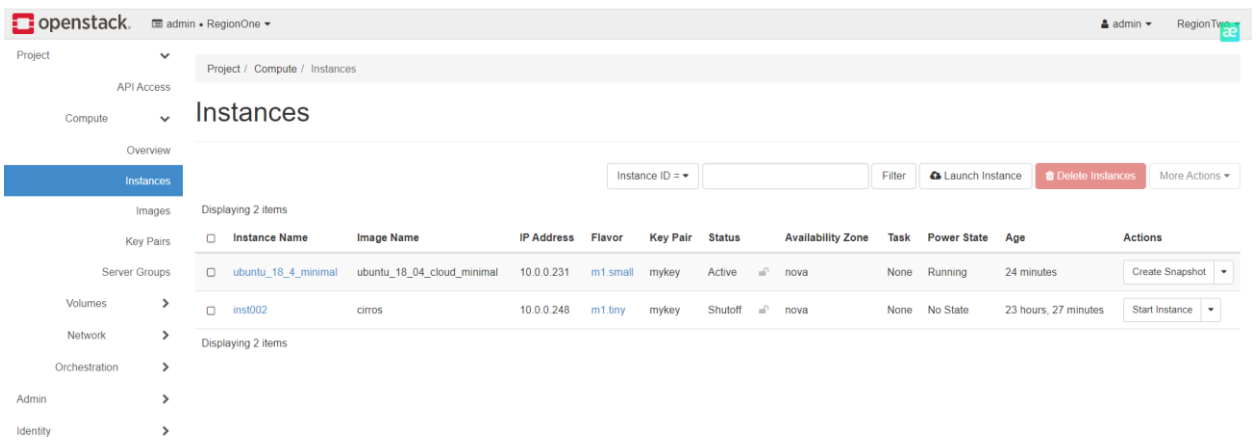 openstack. admin • RegionOne admin RegionTwo
æ
Project
API Access
Compute
Overview
Instances
Images
Key Pairs
Server Groups
Volumes
Network
Orchestration
Admin
Identity
Project / Compute / Instances
Instances
Instance ID = Filter Launch Instance Delete Instances More Actions
Displaying 2 items
Instance Name Image Name IP Address Flavor Key Pair Status Availability Zone Task Power State Age Actions
ubuntu_18_4_minimal ubuntu_18_04_cloud_minimal 10.0.0.231 m1.small mykey Active nova None Running 24 minutes Create Snapshot
inst002 cirros 10.0.0.248 m1.tiny mykey Shutoff nova None No State 23 hours, 27 minutes Start Instance
Displaying 2 items